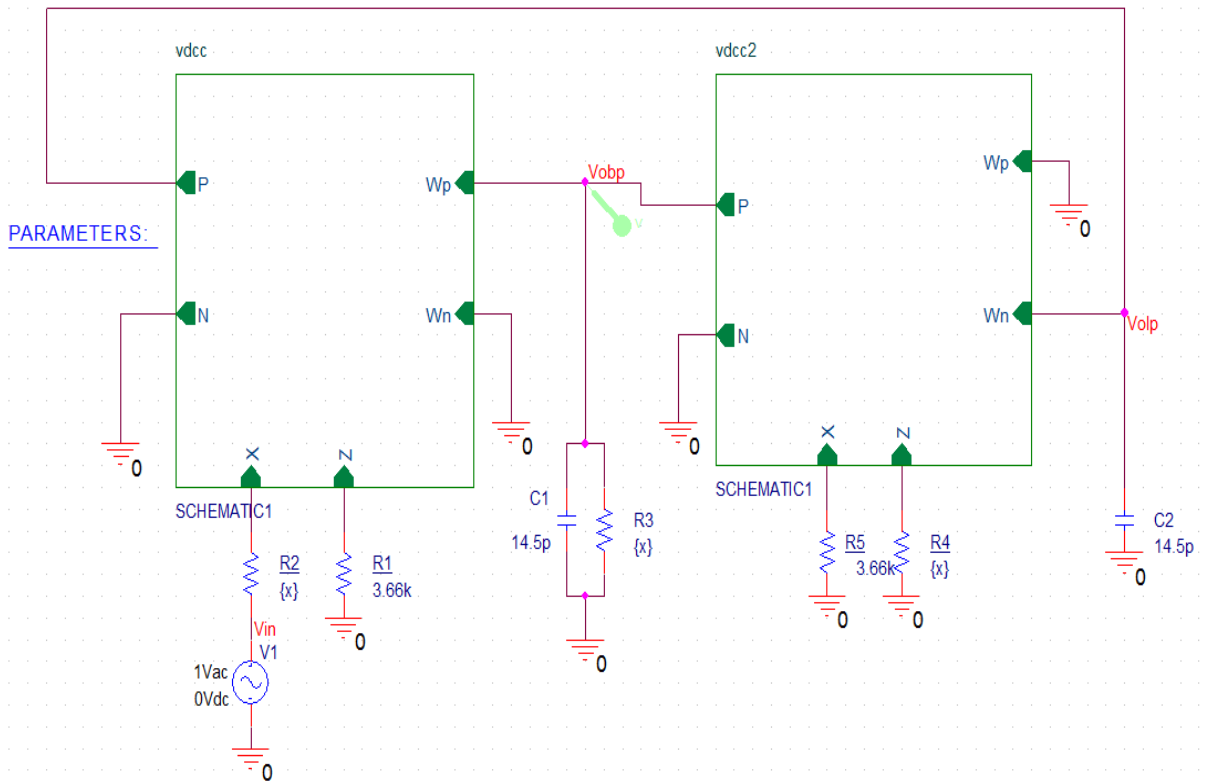 vdcc
vdcc2
P
Wp
Vobp
P
Wp
0
PARAMETERS:
V
N
Wn
N
Wn
Volp
0
0
0
X
Z
X
Z
SCHEMATIC1
SCHEMATIC1
C1
14.5p
R3
{x}
C2
14.5p
R2
{x}
R1
3.66k
R5
3.66k
R4
{x}
0
Vin
V1
0
0
0
0
1Vac
0Vdc
0